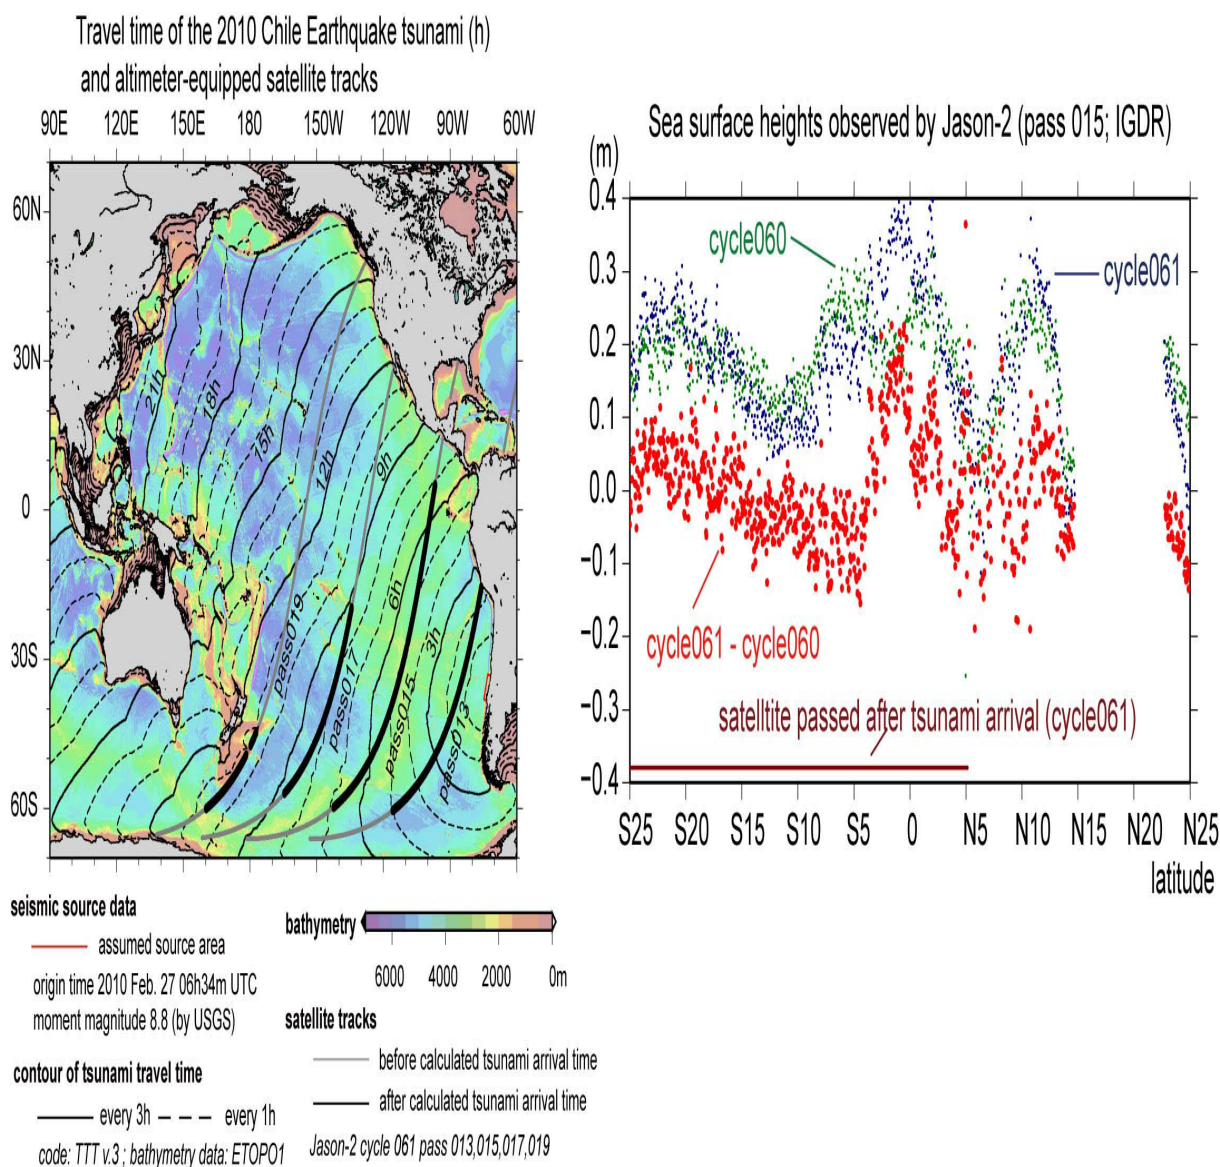 Travel time of the 2010 Chile Earthquake tsunami (h)
and altimeter-equipped satellite tracks
90E 120E 150E 180 150W 120W 90W 60W
60N
30N
0
30S
60S
21h
18h
15h
12h
9h
6h
3h
pass019
pass017
pass015
pass013
seismic source data
assumed source area
origin time 2010 Feb. 27 06h34m UTC
moment magnitude 8.8 (by USGS)
contour of tsunami travel time
every 3h
every 1h
code: TTT v.3 ; bathymetry data: ETOPO1
bathymetry
6000 4000 2000 0m
satellite tracks
before calculated tsunami arrival time
after calculated tsunami arrival time
Jason-2 cycle 061 pass 013,015,017,019
Sea surface heights observed by Jason-2 (pass 015; IGDR)
(m)
0.4
0.3
0.2
0.1
0.0
−0.1
−0.2
−0.3
−0.4
cycle060
cycle061
cycle061 - cycle060
satelltite passed after tsunami arrival (cycle061)
S25 S20 S15 S10 S5 0 N5 N10 N15 N20 N25
latitude